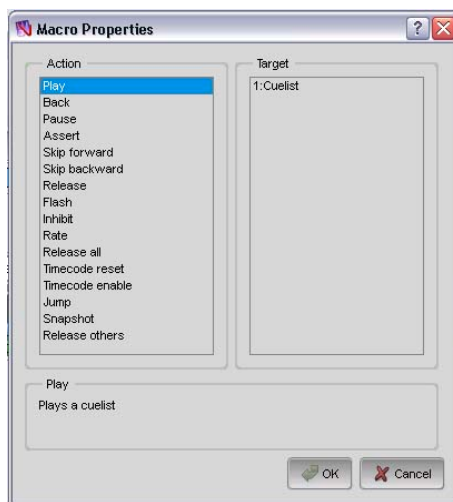 Macro Properties
Action
Play
Back
Pause
Assert
Skip forward
Skip backward
Release
Flash
Inhibit
Rate
Release all
Timecode reset
Timecode enable
Jump
Snapshot
Release others
Target
1:Cuelist
Play
Plays a cuelist
OK
Cancel